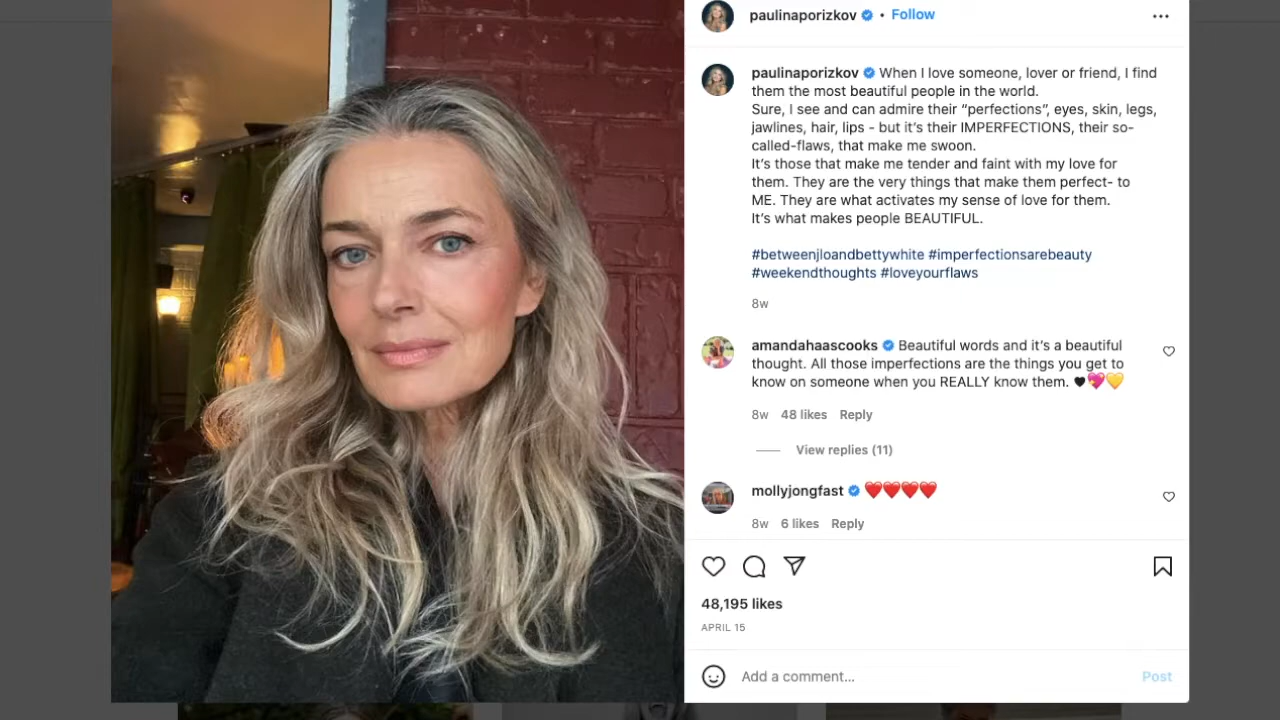 paulinaporizkov • Follow
paulinaporizkov When I love someone, lover or friend, I find
them the most beautiful people in the world.
Sure, I see and can admire their “perfections”, eyes, skin, legs,
jawlines, hair, lips - but it’s their IMPERFECTIONS, their so-
called-flaws, that make me swoon.
It’s those that make me tender and faint with my love for
them. They are the very things that make them perfect- to
ME. They are what activates my sense of love for them.
It’s what makes people BEAUTIFUL.
#betweenjloandbettywhite #imperfectionsarebeauty
#weekendthoughts #loveyourflaws
8w
amandahaascooks Beautiful words and it’s a beautiful
thought. All those imperfections are the things you get to
know on someone when you REALLY know them. 🖤💖💛
8w 48 likes Reply
View replies (11)
mollyjongfast ❤️❤️❤️❤️
8w 6 likes Reply
48,195 likes
APRIL 15
Add a comment... Post